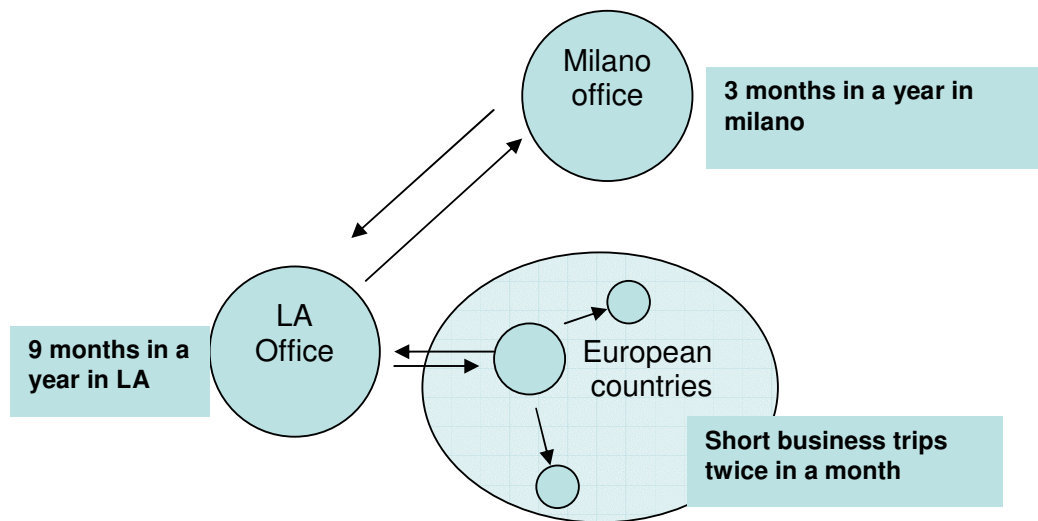 Milano
office
3 months in a year in
milano
LA
Office
9 months in a
year in LA
European
countries
Short business trips
twice in a month